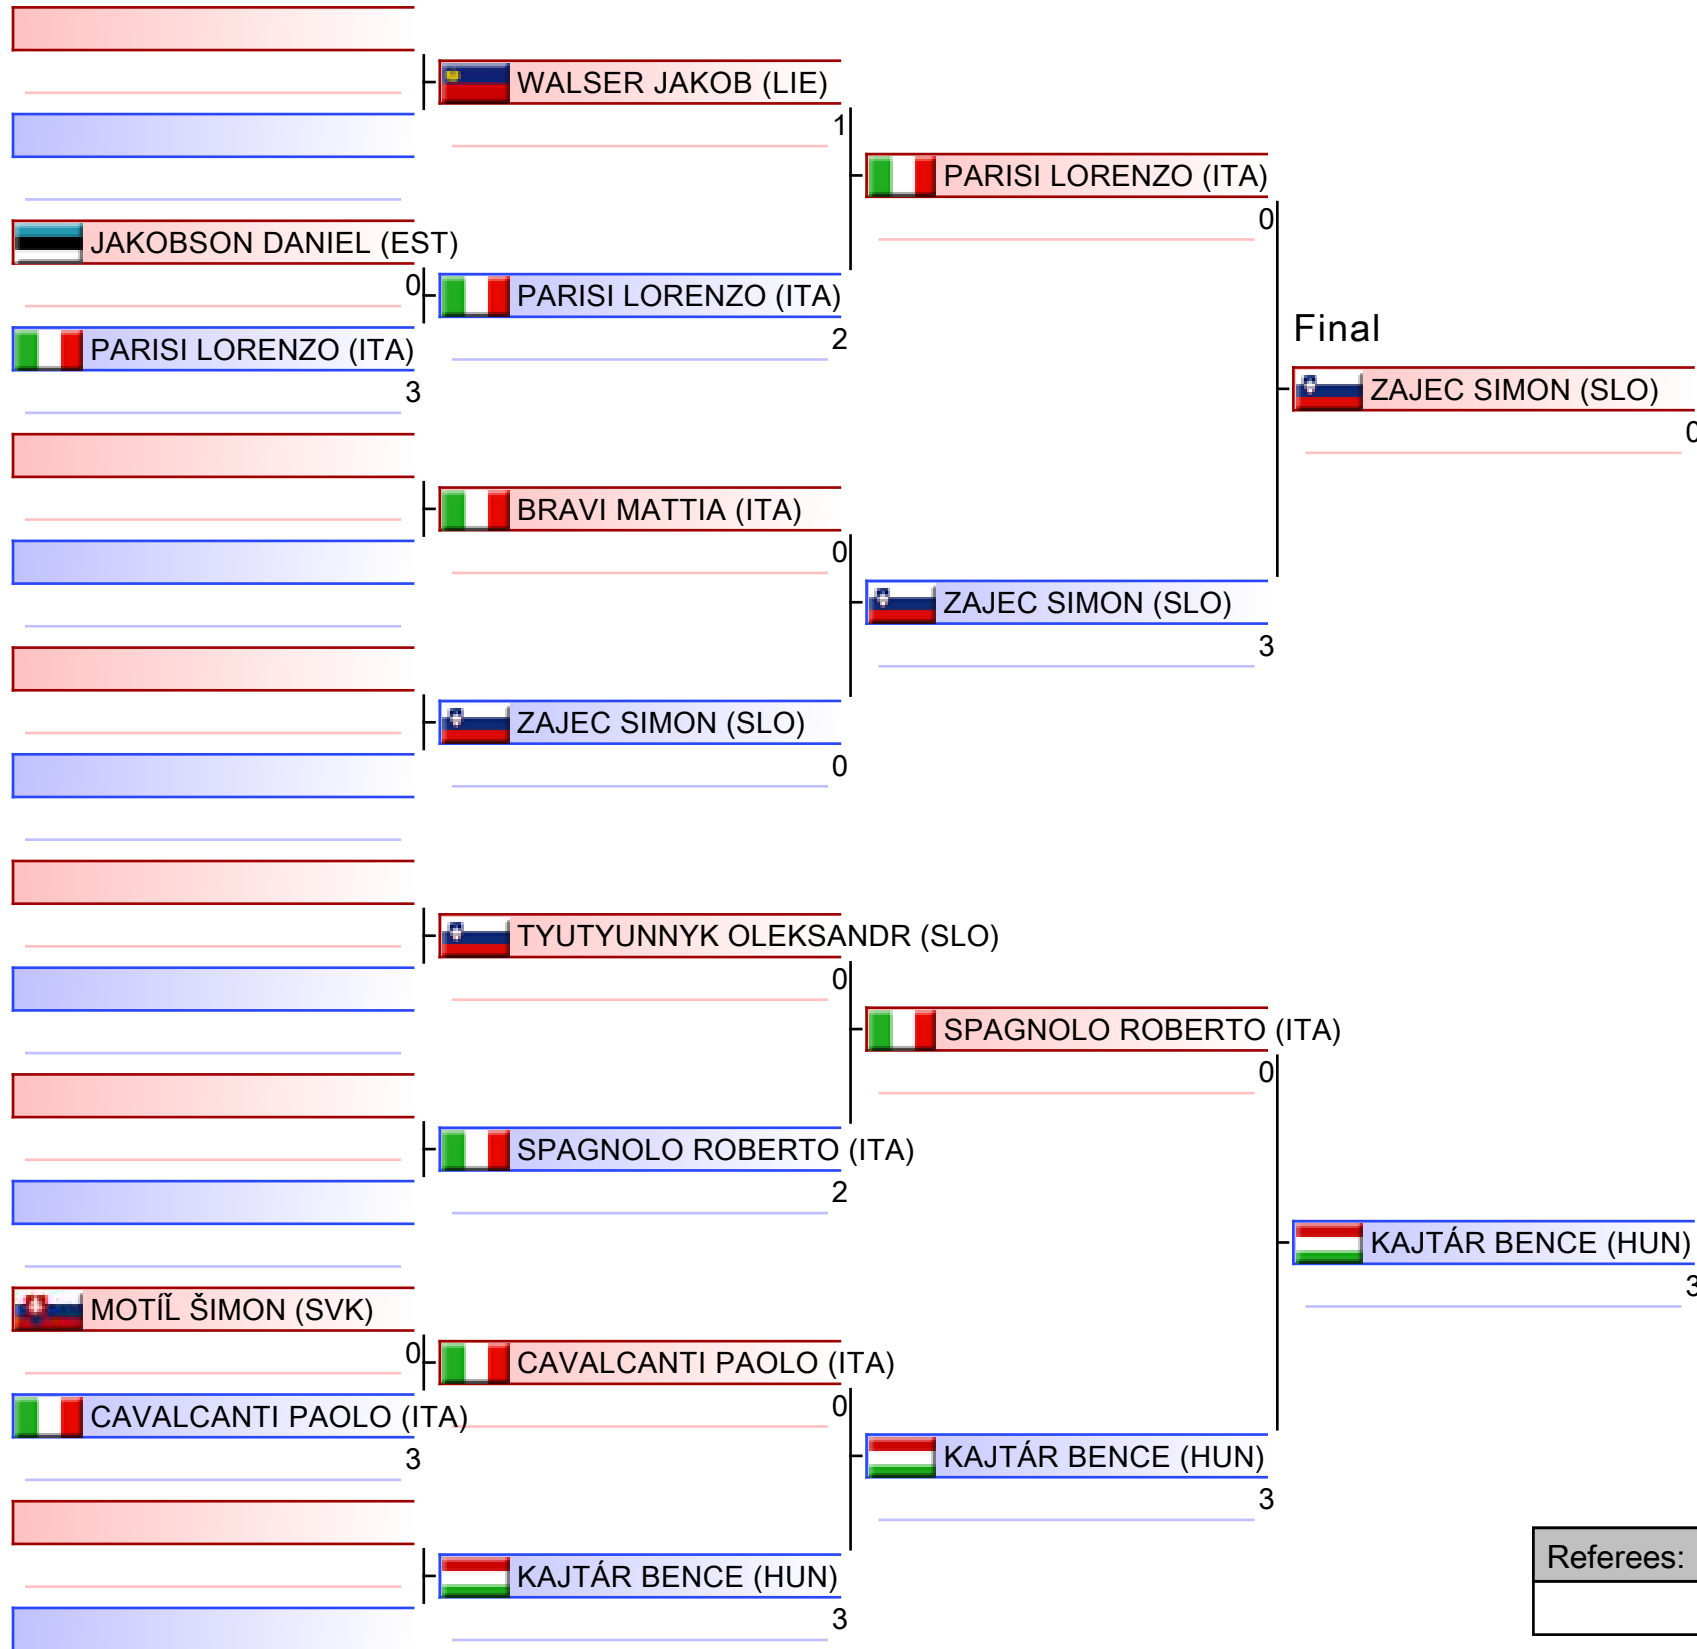 WALSER JAKOB (LIE)
1
PARISI LORENZO (ITA)
0
JAKOBSON DANIEL (EST)
0
PARISI LORENZO (ITA)
2
PARISI LORENZO (ITA)
3
Final
ZAJEC SIMON (SLO)
0
BRAVI MATTIA (ITA)
0
ZAJEC SIMON (SLO)
3
ZAJEC SIMON (SLO)
0
TYUTYUNNYK OLEKSANDR (SLO)
0
SPAGNOLO ROBERTO (ITA)
0
SPAGNOLO ROBERTO (ITA)
2
KAJTÁR BENCE (HUN)
3
MOTÍĽ ŠIMON (SVK)
0
CAVALCANTI PAOLO (ITA)
0
CAVALCANTI PAOLO (ITA)
3
KAJTÁR BENCE (HUN)
3
KAJTÁR BENCE (HUN)
3
Referees: